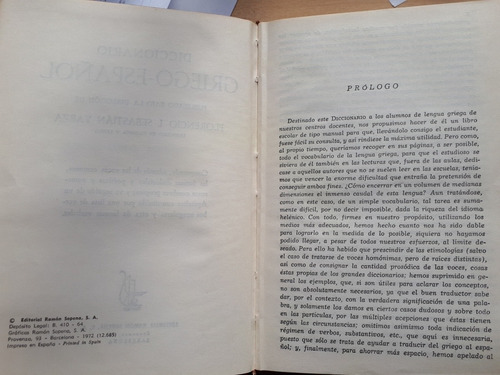 © Editorial Ramón Sopena, S. A.
Depósito Legal: B. 410 - 64
Gráficas Ramón Sopena, S. A.
Provenza, 93 - Barcelona - 1972 (12.685)
Impreso en España - Printed in Spain
PRÓLOGO
Destinado este DICCIONARIO a los alumnos de lengua griega de
nuestros centros docentes, nos propusimos hacer de él un libro
escolar de tipo manual para que, llevándolo consigo el estudiante,
fuese fácil su consulta, y así rindiese la máxima utilidad. Pero como,
al propio tiempo, queríamos recoger en sus páginas, a ser posible,
todo el vocabulario de la lengua griega, para que el estudioso se
sirviera de él también en las lecturas que, fuera de las aulas, dedi-
case a aquellos autores que no se suelen leer en las escuelas, tenía-
mos que vencer la enorme dificultad que entraña la pretensión de
conseguir ambos fines. ¿Cómo encerrar en un volumen de medianas
dimensiones el inmenso caudal de esta lengua? Aun tratándose,
como en este caso, de un simple vocabulario, tal tarea es suma-
mente difícil, por no decir imposible, dada la riqueza del idioma
helénico. Con todo, firmes en nuestro propósito, utilizando los
medios más adecuados, hemos hecho cuanto nos ha sido dable
para lograrlo en la medida de lo posible, siquiera no hayamos
podido llegar, a pesar de todos nuestros esfuerzos, al límite de-
seado. Para ello ha habido que prescindir de las etimologías (salvo
el caso de tratarse de voces homónimas, pero de raíces distintas),
así como de consignar la cantidad prosódica de las voces, cosas
éstas propias de los grandes diccionarios; hemos suprimido en ge-
neral los ejemplos, que, si son útiles para aclarar los conceptos,
no son absolutamente necesarios, ya que el buen traductor sabe
dar, por el contexto, con la verdadera significación de una pala-
bra, y solamente los damos en ciertos casos dudosos y sobre todo
en las partículas, por las múltiples acepciones que éstas tienen
según las circunstancias; omitimos asimismo toda indicación de
régimen de verbos, substantivos, etc., que aquí es innecesaria,
puesto que sólo se trata de ayudar a traducir del griego al espa-
ñol; y, finalmente, para ahorrar más espacio, hemos apelado al